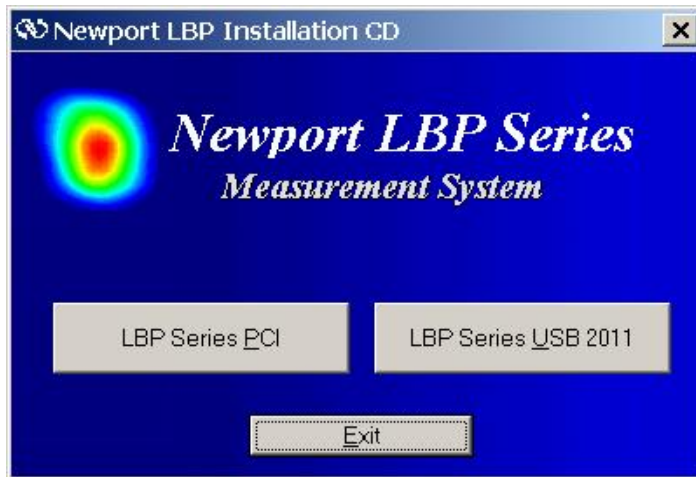 Newport LBP Installation CD
Newport LBP Series
Measurement System
LBP Series PCI
LBP Series USB 2011
Exit